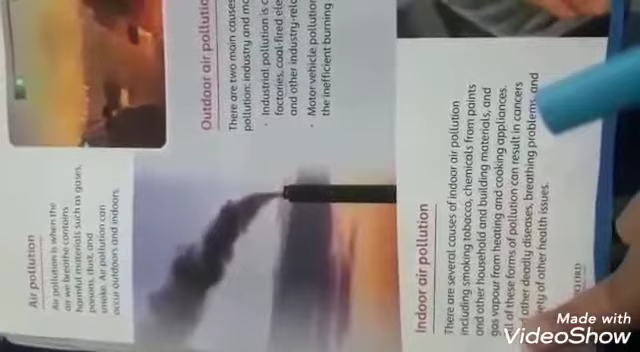 Air pollution
Air pollution is when the
air we breathe contains
harmful materials such as gases,
poisons, dust, and
smoke. Air pollution can
occur outdoors and indoors.
Outdoor air pollutio
There are two main causes
pollution: industry and mo
· Industrial pollution is c
factories, coal-fired ele
and other industry-rel
· Motor vehicle pollution
the inefficient burning
Indoor air pollution
There are several causes of indoor air pollution
including smoking tobacco, chemicals from paints
and other household and building materials, and
gas vapour from heating and cooking appliances.
all of these forms of pollution can result in cancers
other deadly diseases, breathing problems, and
iety of other health issues.
Made with
VideoShow